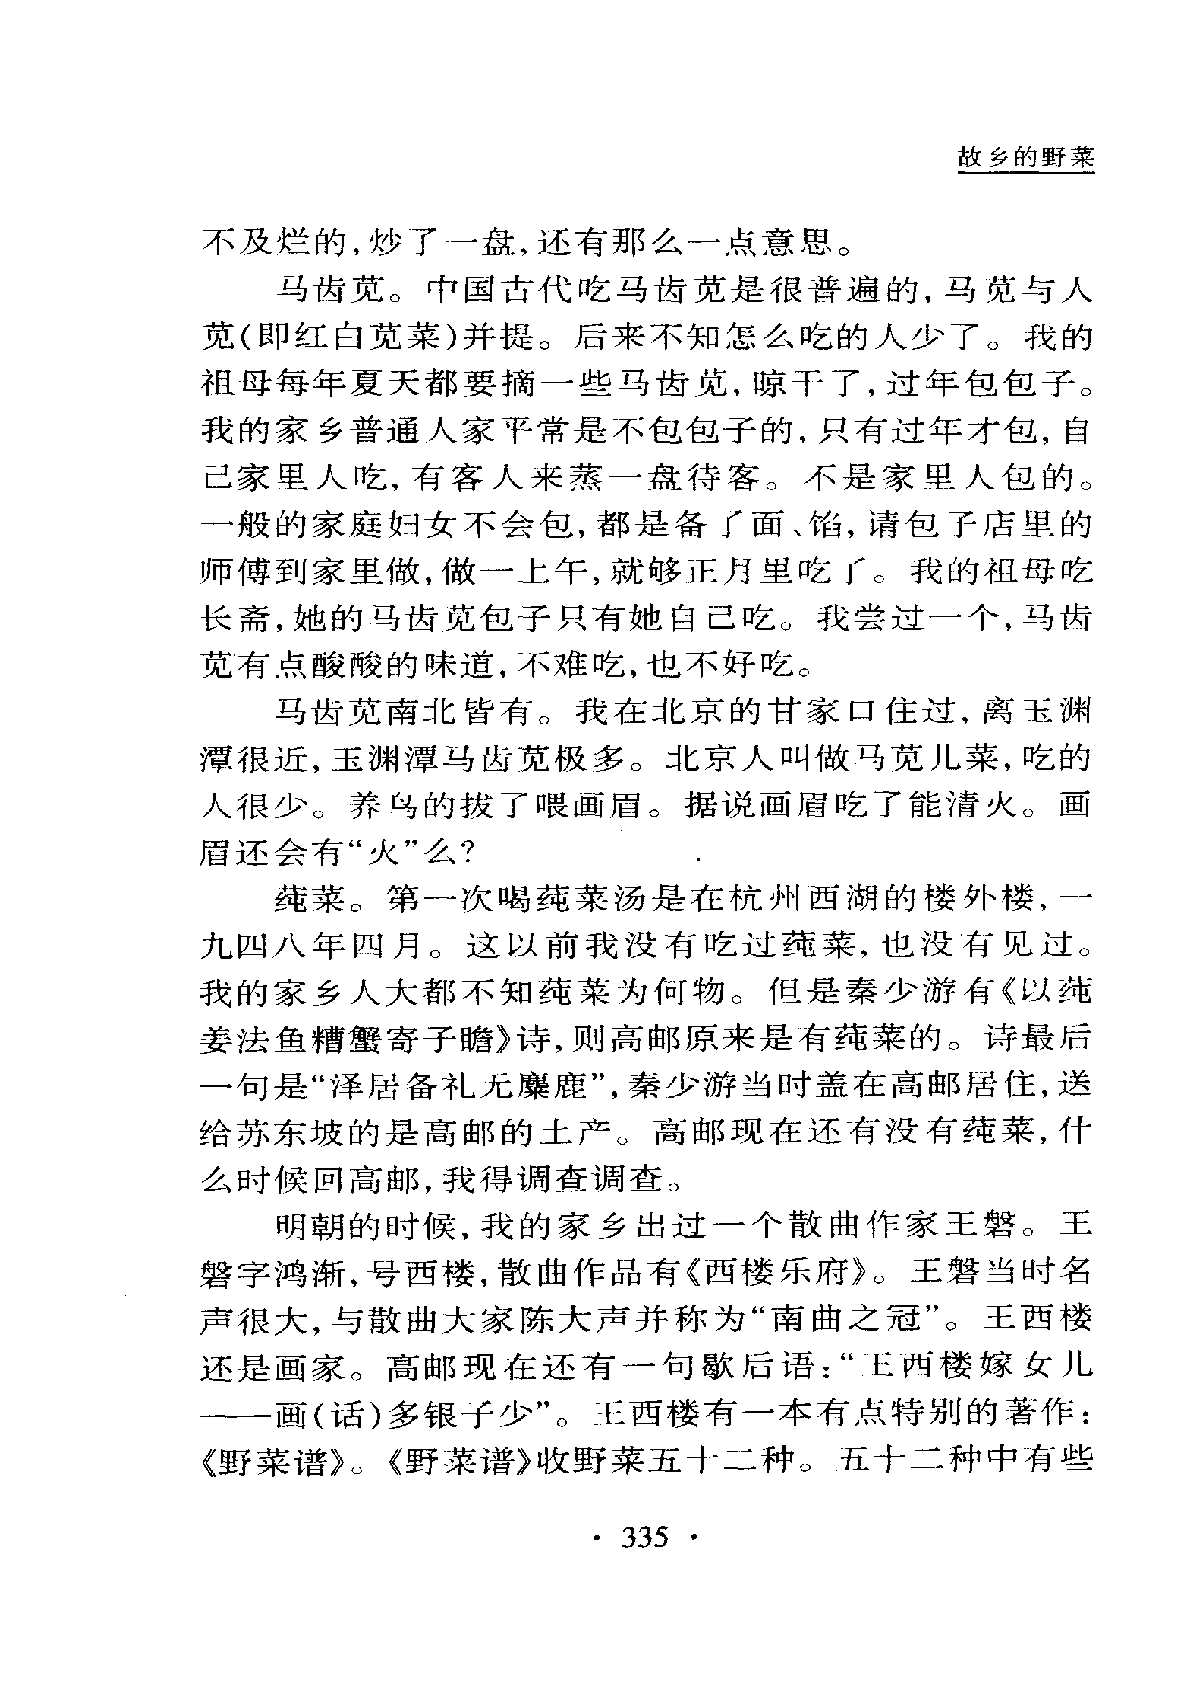 故乡的野菜
不及烂的,炒了一盘,还有那么一点意思。
马齿苋。中国古代吃马齿苋是很普遍的,马苋与人
苋(即红白苋菜)并提。后来不知怎么吃的人少了。我的
祖母每年夏天都要摘一些马齿苋,晾干了,过年包包子。
我的家乡普通人家平常是不包包子的,只有过年才包,自
己家里人吃,有客人来蒸一盘待客。不是家里人包的。
一般的家庭妇女不会包,都是备了面、馅,请包子店里的
师傅到家里做,做一上午,就够正月里吃了。我的祖母吃
长斋,她的马齿苋包子只有她自己吃。我尝过一个,马齿
苋有点酸酸的味道,不难吃,也不好吃。
马齿苋南北皆有。我在北京的甘家口住过,离玉渊
潭很近,玉渊潭马齿苋极多。北京人叫做马苋儿菜,吃的
人很少。养鸟的拔了喂画眉。据说画眉吃了能清火。画
眉还会有“火”么?
莼菜。第一次喝莼菜汤是在杭州西湖的楼外楼,一
九四八年四月。这以前我没有吃过莼菜,也没有见过。
我的家乡人大都不知莼菜为何物。但是秦少游有《以莼
姜法鱼糟蟹寄子瞻》诗,则高邮原来是有莼菜的。诗最后
一句是“泽居备礼无麋鹿”,秦少游当时盖在高邮居住,送
给苏东坡的是高邮的土产。高邮现在还有没有莼菜,什
么时候回高邮,我得调查调查。
明朝的时候,我的家乡出过一个散曲作家王磐。王
磐字鸿渐,号西楼,散曲作品有《西楼乐府》。王磐当时名
声很大,与散曲大家陈大声并称为“南曲之冠”。王西楼
还是画家。高邮现在还有一句歇后语:“王西楼嫁女儿
——画(话)多银子少”。王西楼有一本有点特别的著作:
《野菜谱》。《野菜谱》收野菜五十二种。五十二种中有些
· 335 ·